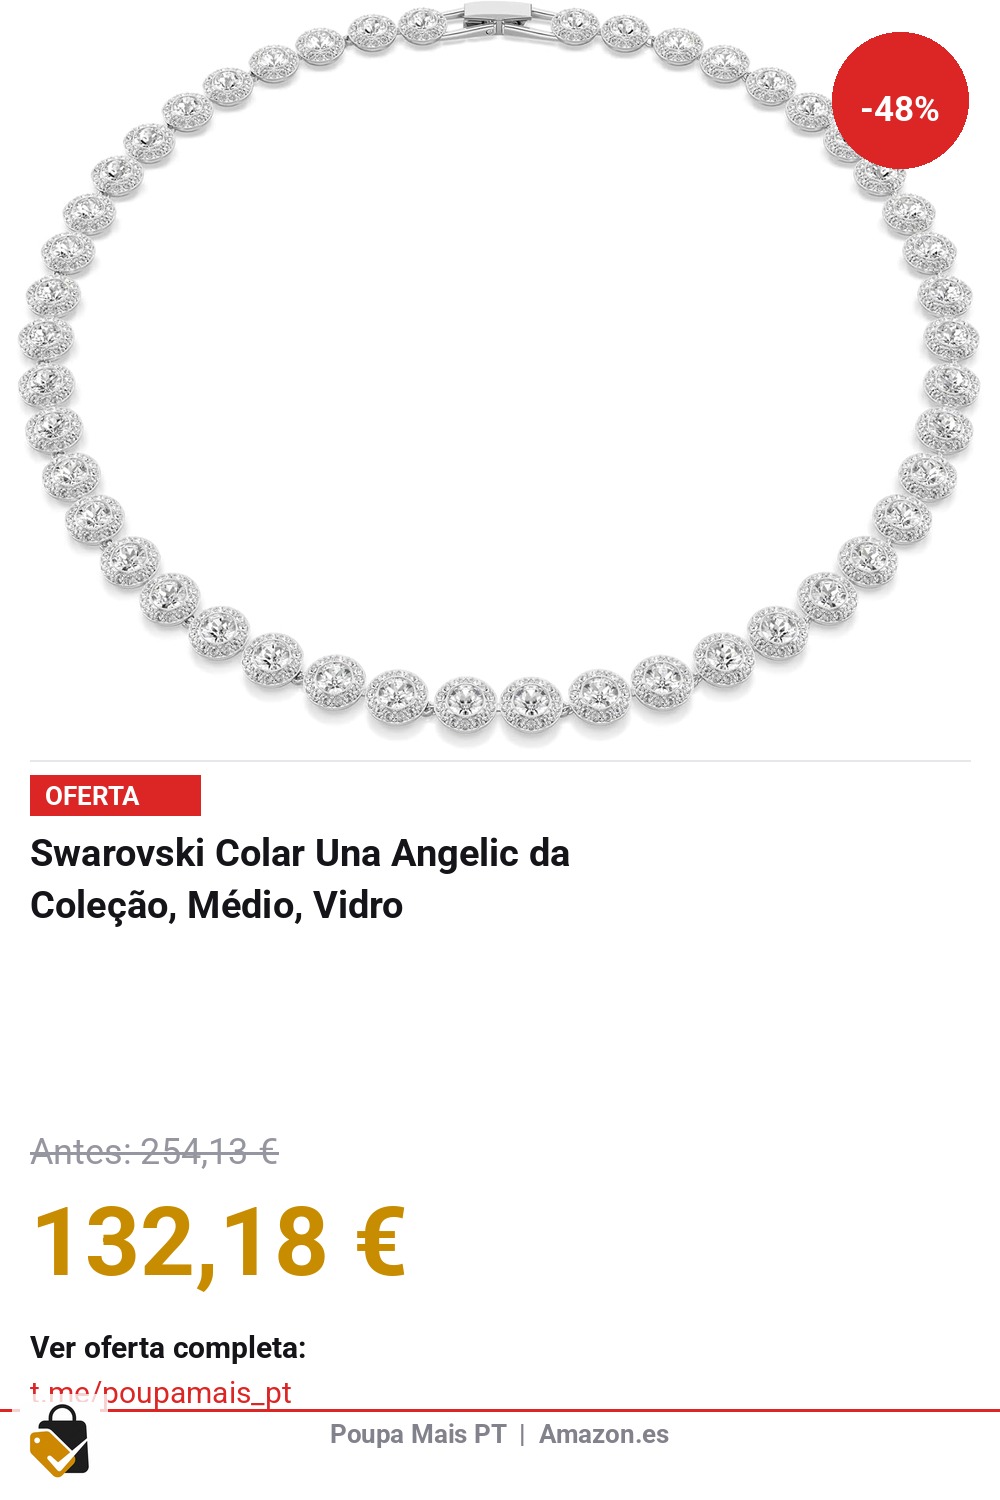 -48%
OFERTA
Swarovski Colar Una Angelic da
Coleção, Médio, Vidro
Antes: 254,13 €
132,18 €
Ver oferta completa:
t.me/poupamais_pt
Poupa Mais PT | Amazon.es